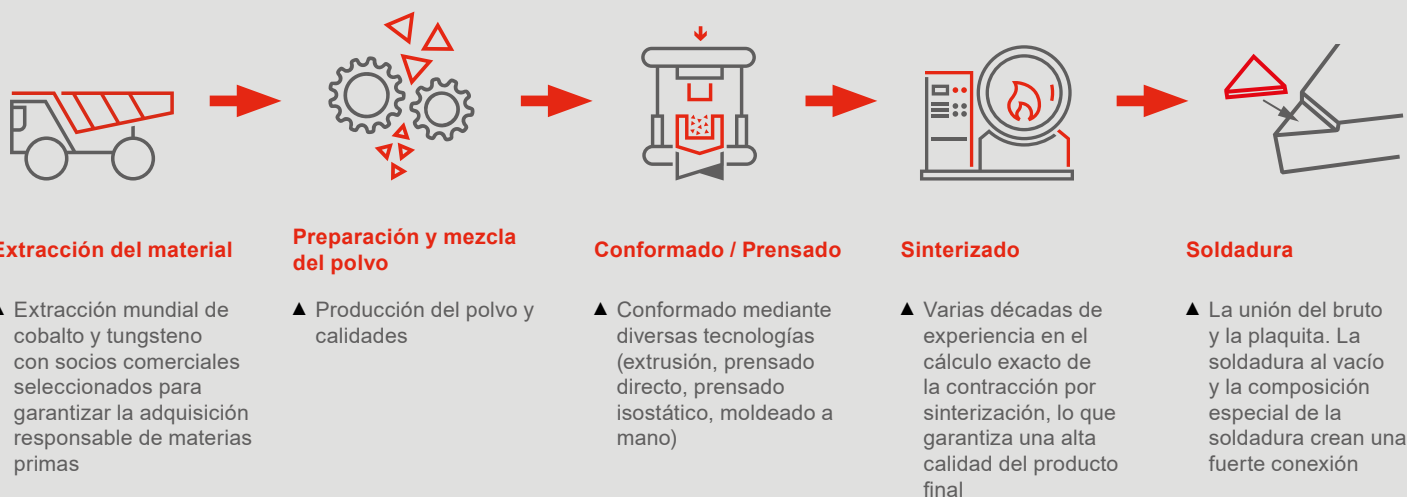 Extracción del material
Preparación y mezcla
del polvo
Conformado / Prensado
Sinterizado
Soldadura
▲ Extracción mundial de
cobalto y tungsteno
con socios comerciales
seleccionados para
garantizar la adquisición
responsable de materias
primas
▲ Producción del polvo y
calidades
▲ Conformado mediante
diversas tecnologías
(extrusión, prensado
directo, prensado
isostático, moldeado a
mano)
▲ Varias décadas de
experiencia en el
cálculo exacto de
la contracción por
sinterización, lo que
garantiza una alta
calidad del producto
final
▲ La unión del bruto
y la plaquita. La
soldadura al vacío
y la composición
especial de la
soldadura crean una
fuerte conexión